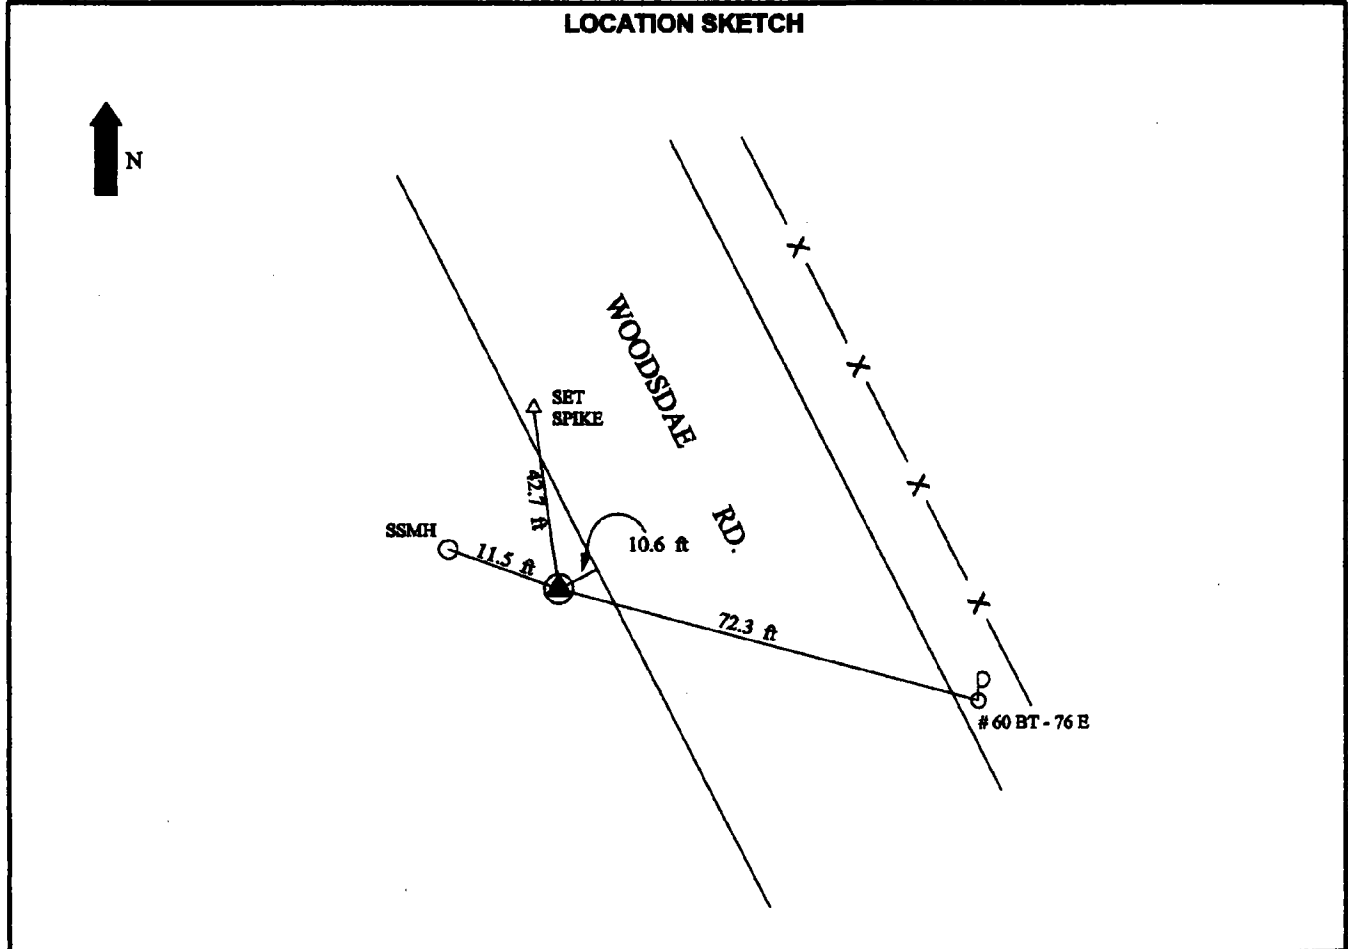 LOCATION SKETCH
N
WOODSDAE RD.
SET
SPIKE
42.7 ft
SSMH
11.5 ft
10.6 ft
72.3 ft
P
# 60 BT - 76 E